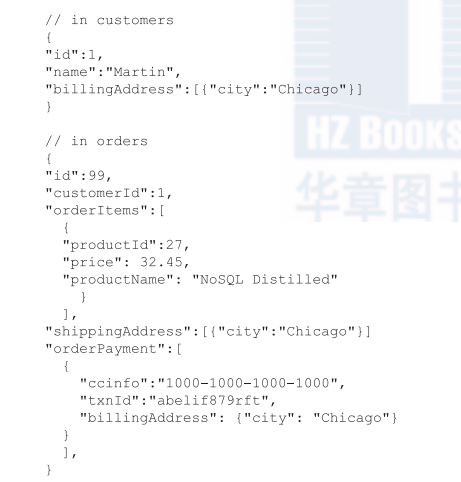 // in customers
{
"id":1,
"name":"Martin",
"billingAddress":[{"city":"Chicago"}]
}
// in orders
{
"id":99,
"customerId":1,
"orderItems":[
{
"productId":27,
"price": 32.45,
"productName": "NoSQL Distilled"
}
],
"shippingAddress":[{"city":"Chicago"}]
"orderPayment":[
{
"ccinfo":"1000-1000-1000-1000",
"txnId":"abelif879rft",
"billingAddress": {"city": "Chicago"}
}
],
}
HZ BOOKS
华章图书